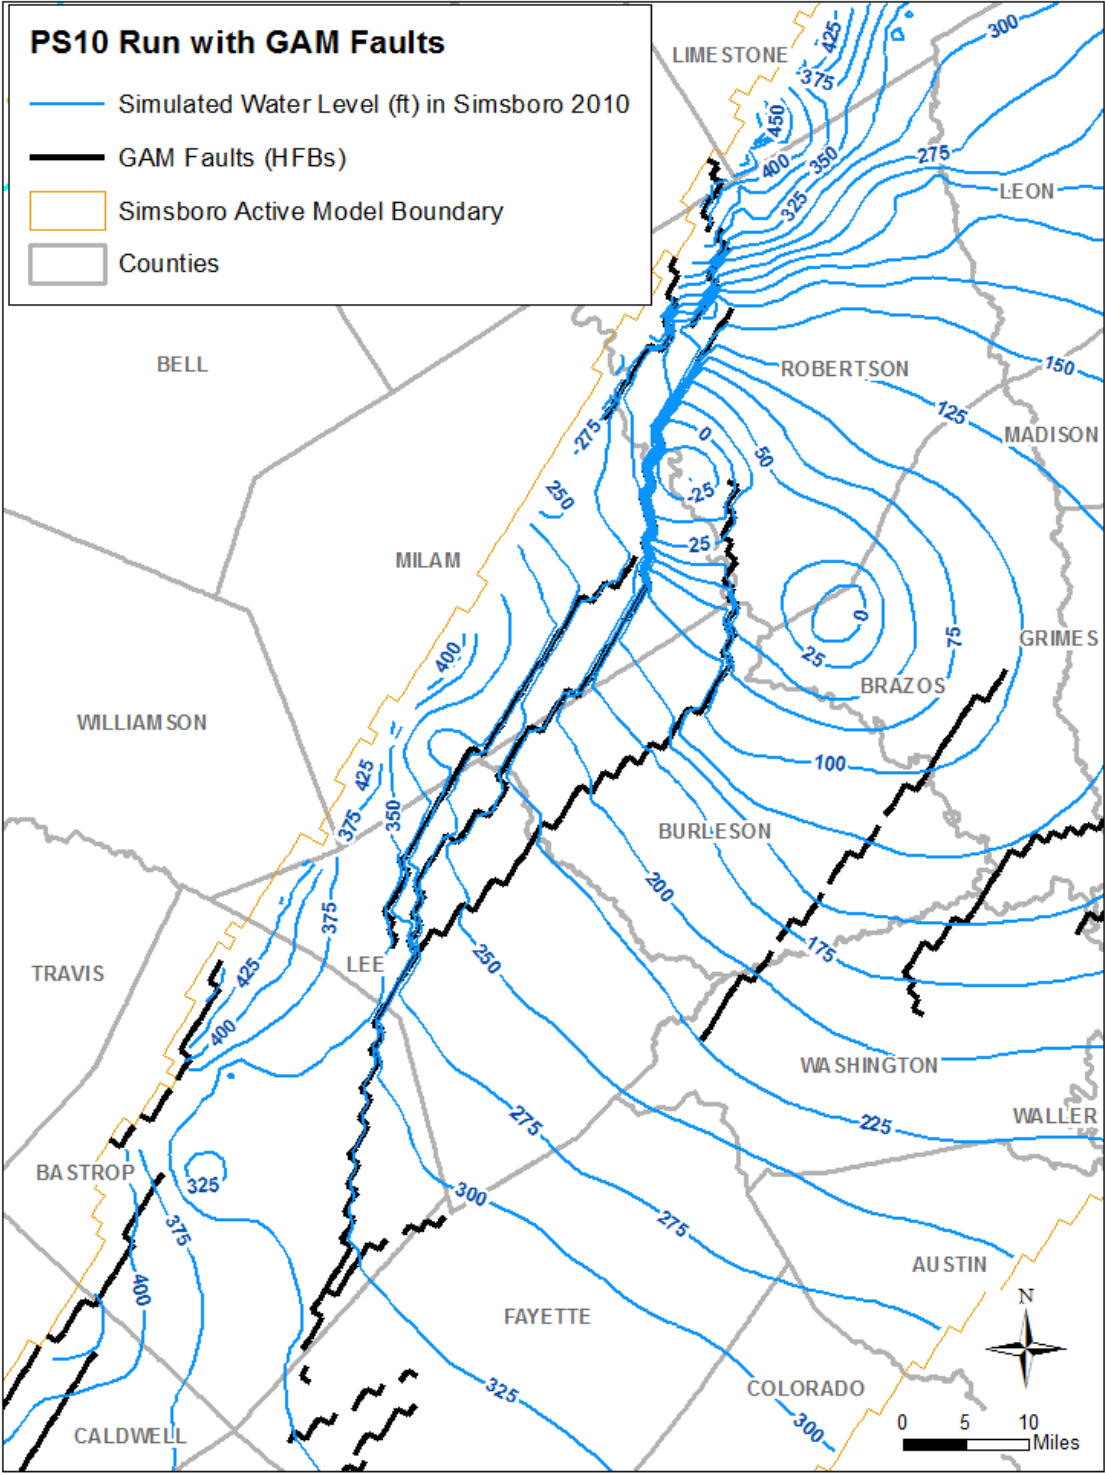 PS10 Run with GAM Faults
Simulated Water Level (ft) in Simsboro 2010
GAM Faults (HFBs)
Simsboro Active Model Boundary
Counties
LIMESTONE
425
300
375
450
400
350
275
325
LEON
BELL
ROBERTSON
150
125
MADISON
275
0
50
250
-25
25
MILAM
400
0
75
GRIMES
25
BRAZOS
WILLIAMSON
100
425
375
350
BURLESON
200
375
175
TRAVIS
LEE
425
250
400
WASHINGTON
275
225
WALLER
BASTROP
325
300
375
275
AUSTIN
400
N
FAYETTE
325
COLORADO
300
0 5 10
Miles
CALDWELL